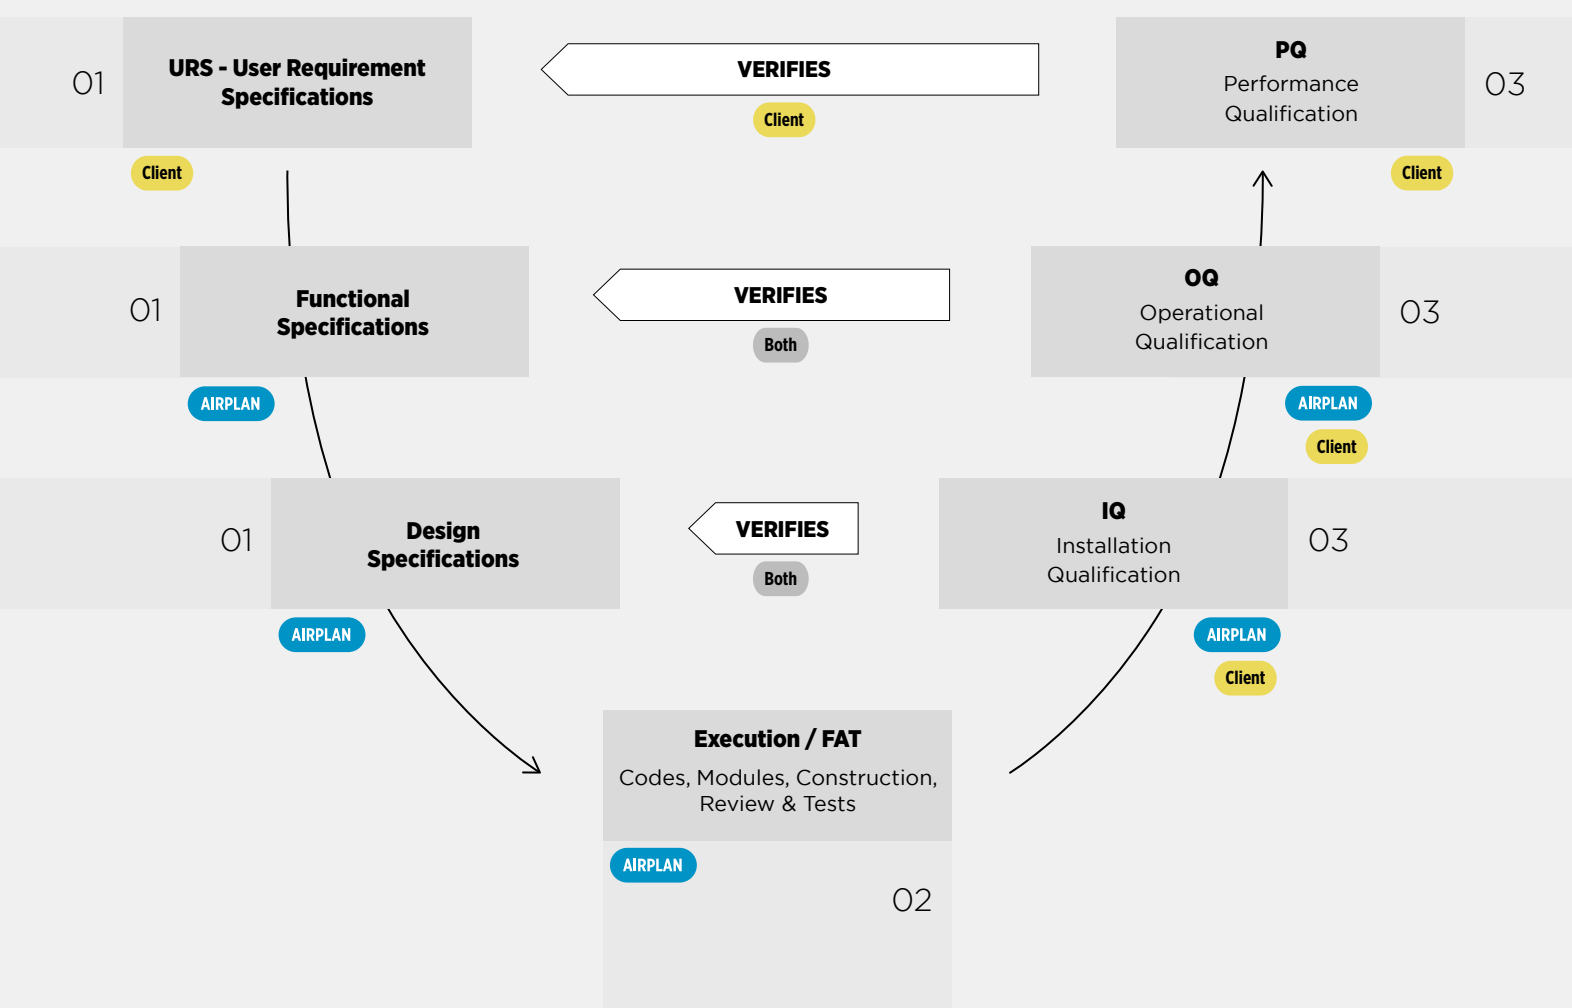 01
URS - User Requirement
Specifications
Client
VERIFIES
Client
PQ
Performance
Qualification
03
Client
01
Functional
Specifications
AIRPLAN
VERIFIES
Both
OQ
Operational
Qualification
03
AIRPLAN
Client
01
Design
Specifications
AIRPLAN
VERIFIES
Both
IQ
Installation
Qualification
03
AIRPLAN
Client
Execution / FAT
Codes, Modules, Construction,
Review & Tests
AIRPLAN
02